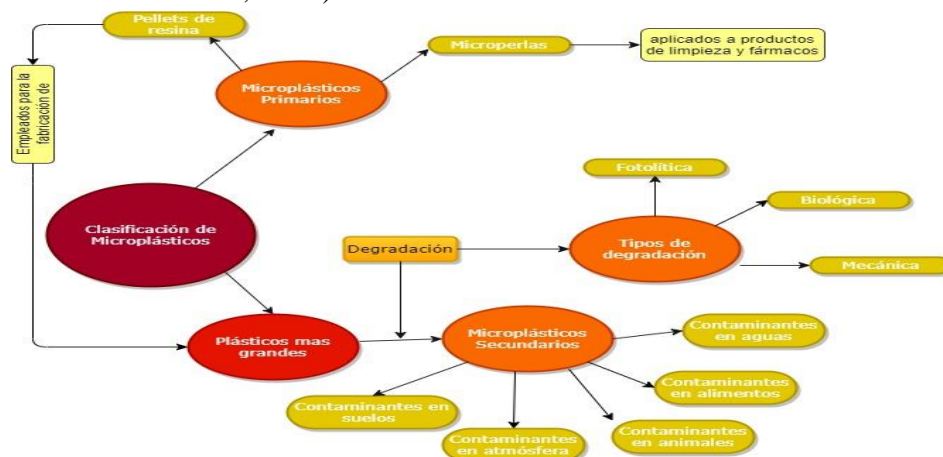 Pellets de
resina
Microperlas
aplicados a productos
de limpieza y fármacos
Microplásticos
Primarios
Empleados para la
fabricación de
Fotolítica
Biológica
Clasificación de
Microplásticos
Degradación
Tipos de
degradación
Mecánica
Plásticos mas
grandes
Microplásticos
Secundarios
Contaminantes
en aguas
Contaminantes
en alimentos
Contaminantes en
suelos
Contaminantes
en atmósfera
Contaminantes
en animales